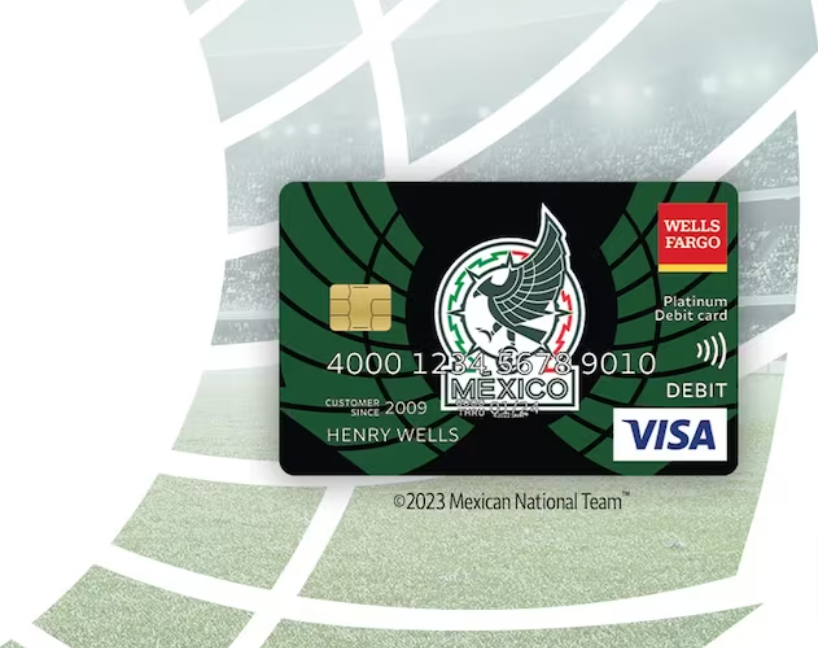 WELLS
FARGO
Platinum
Debit card
4000 1234 5678 9010
DEBIT
MÉXICO
CUSTOMER
SINCE 2009
THRU
HENRY WELLS
VISA
©2023 Mexican National Team™